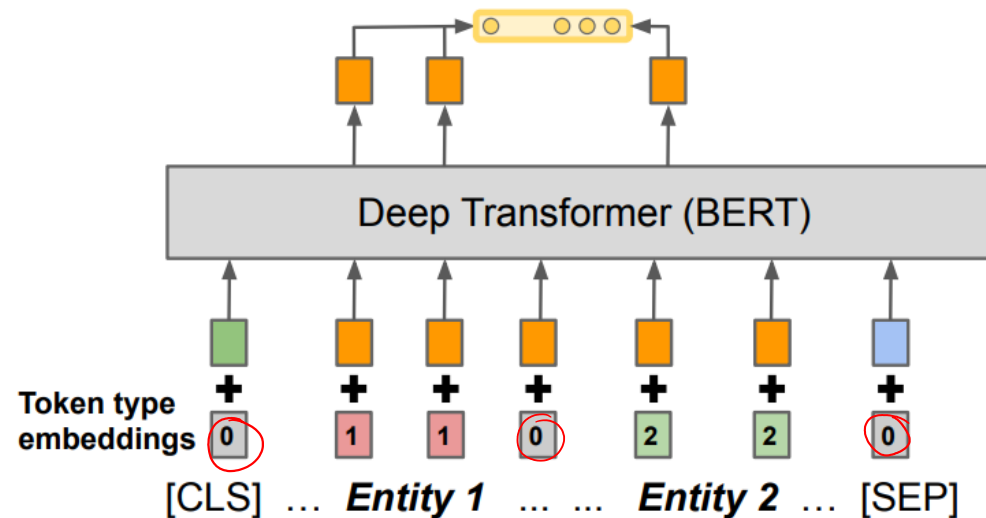 Deep Transformer (BERT)
+ + + + + + +
Token type
embeddings 0 1 1 0 2 2 0
[CLS] ... Entity 1 ... ... Entity 2 ... [SEP]